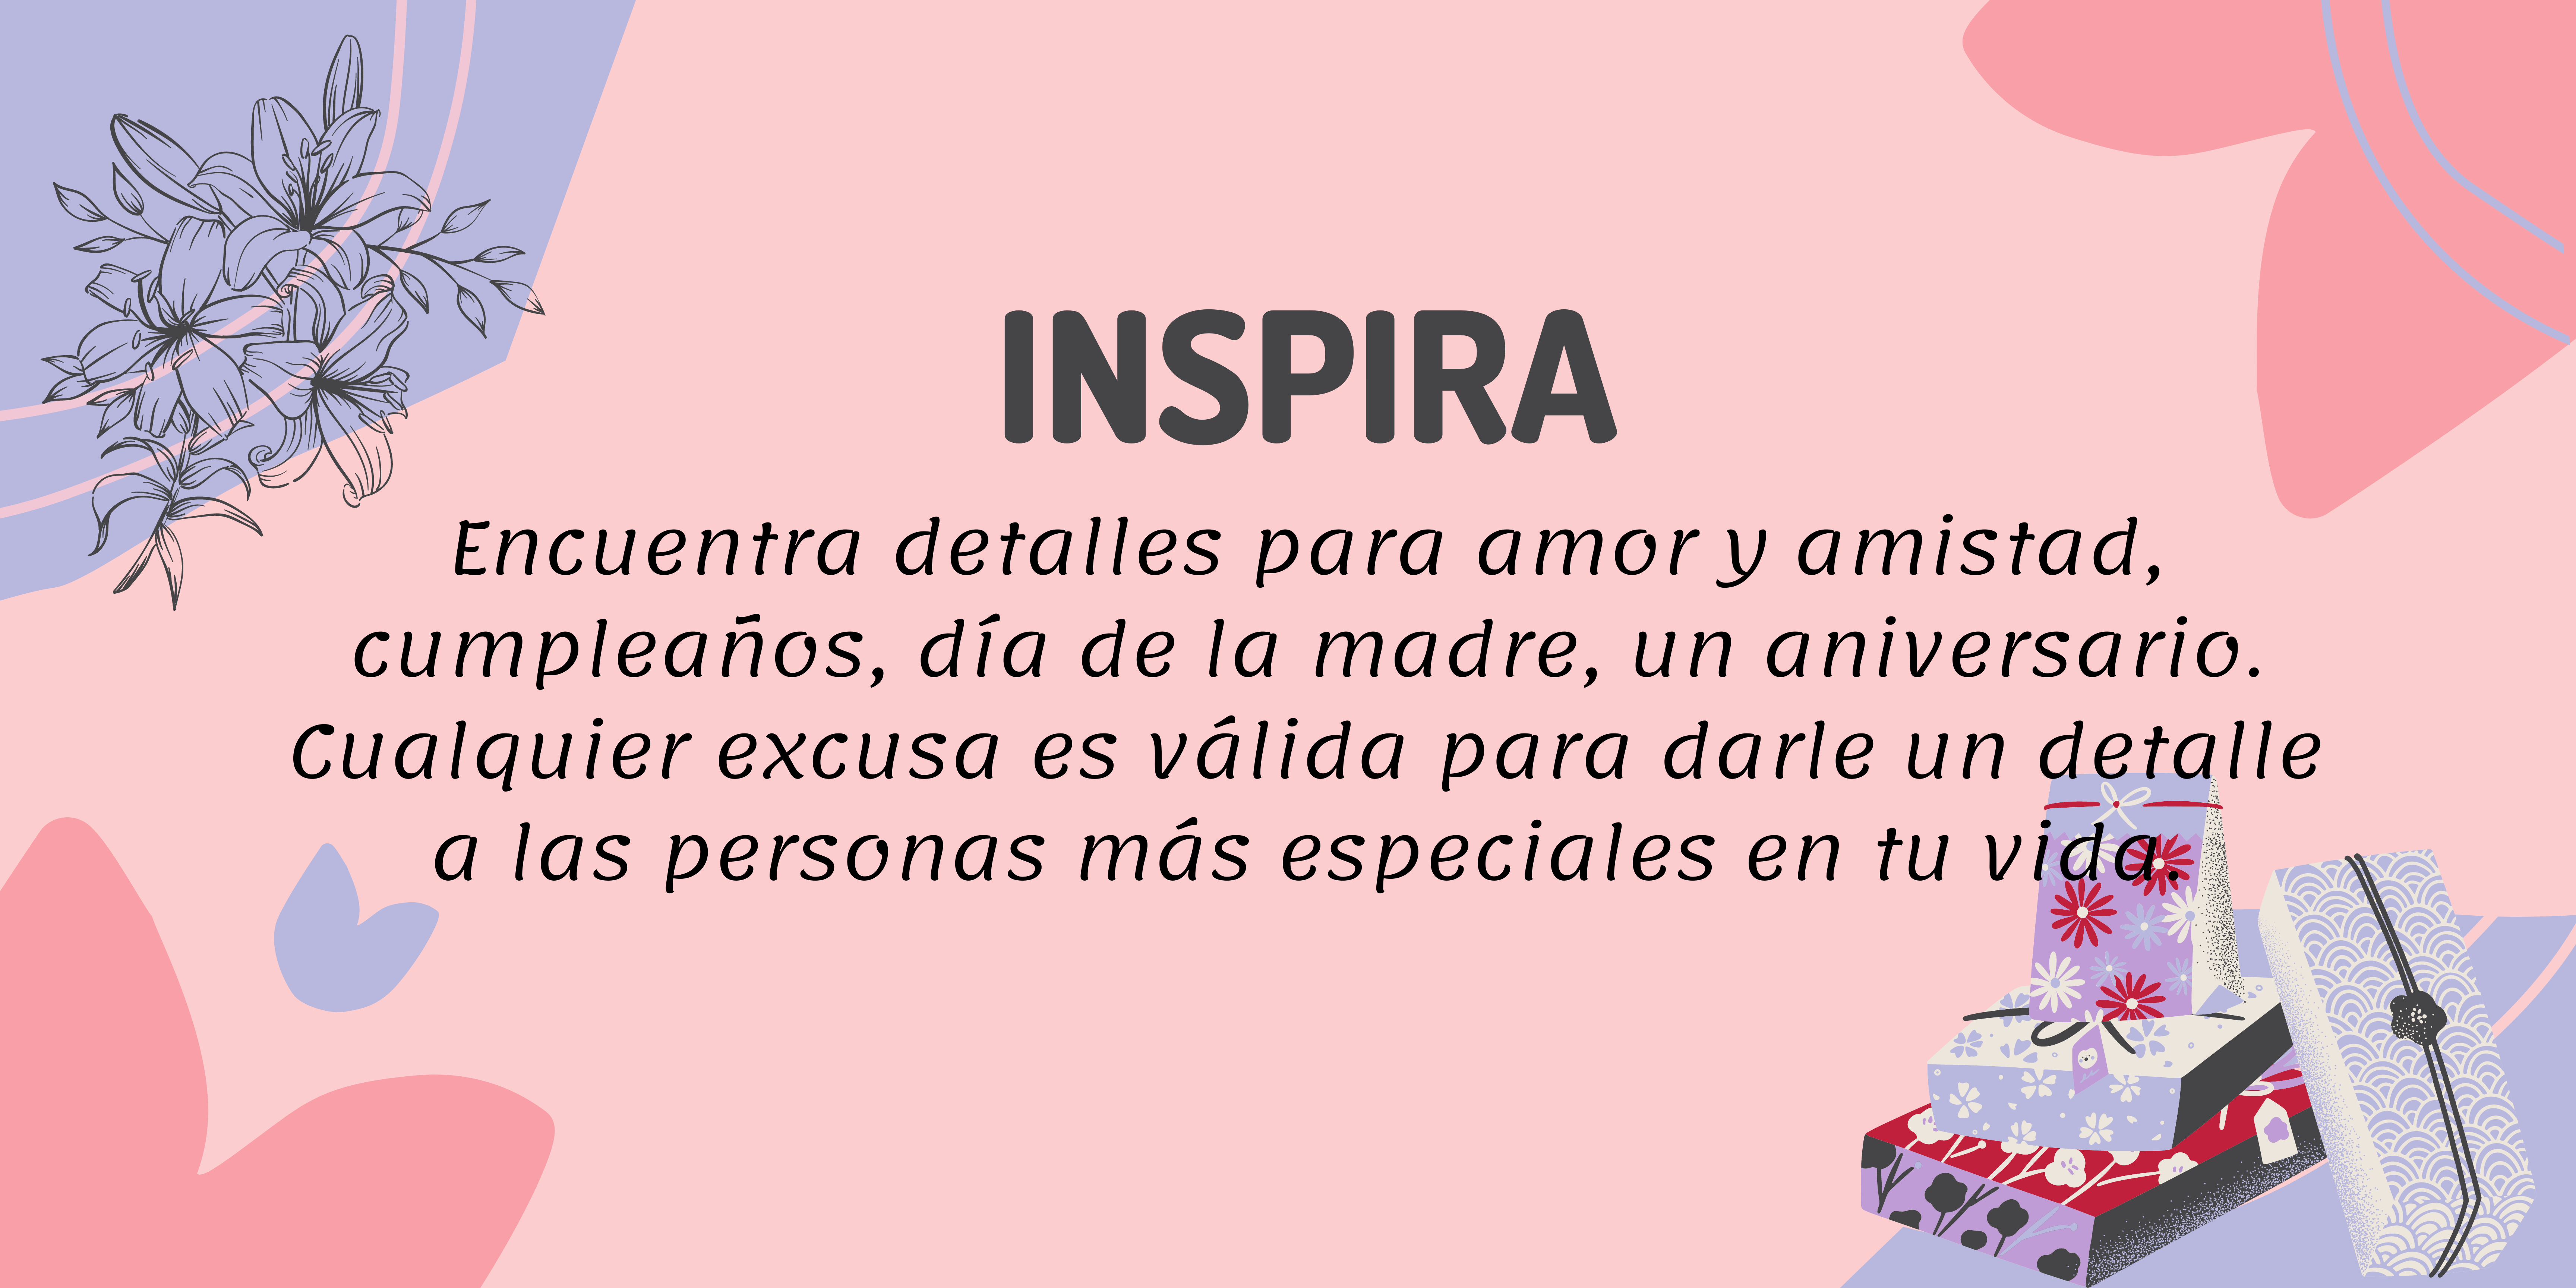 INSPIRA
Encuentra detalles para amor y amistad,
cumpleaños, día de la madre, un aniversario.
Cualquier excusa es válida para darle un detalle
a las personas más especiales en tu vida.